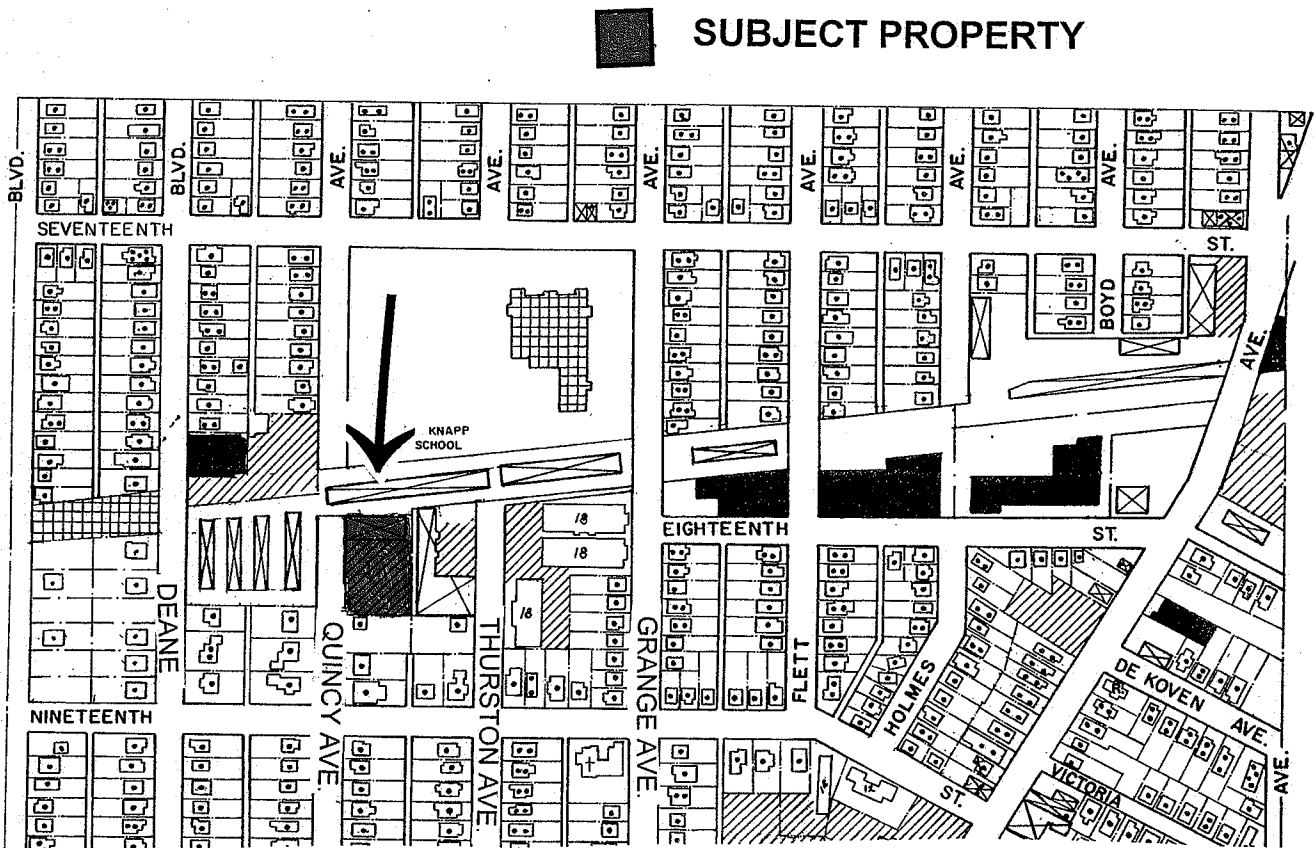 SUBJECT PROPERTY
BLVD.
BLVD.
AVE.
AVE.
AVE.
AVE.
AVE.
AVE.
SEVENTEENTH
ST.
BOYD
AVE.
KNAPP
SCHOOL
18
18
18
EIGHTEENTH
ST.
DEANE
QUINCY AVE.
THURSTON AVE.
GRANGE AVE.
FLETT
HOLMES
DE KOVEN AVE.
NINETEENTH
ST.
VICTORIA
AVE.